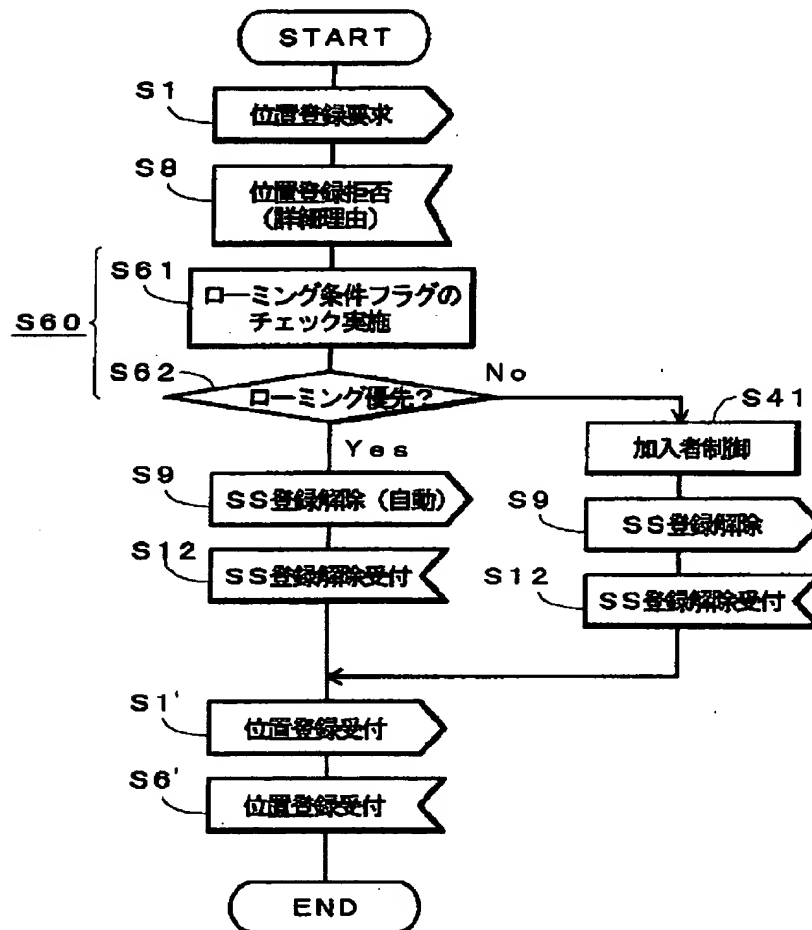 START
S1
位置登録要求
S8
位置登録拒否
(詳細理由)
S60
S61
ローミング条件フラグの
チェック実施
S62
ローミング優先?
No
Yes
S41
加入者制御
S9
SS登録解除(自動)
S9
SS登録解除
S12
SS登録解除受付
S12
SS登録解除受付
S1'
位置登録受付
S6'
位置登録受付
END